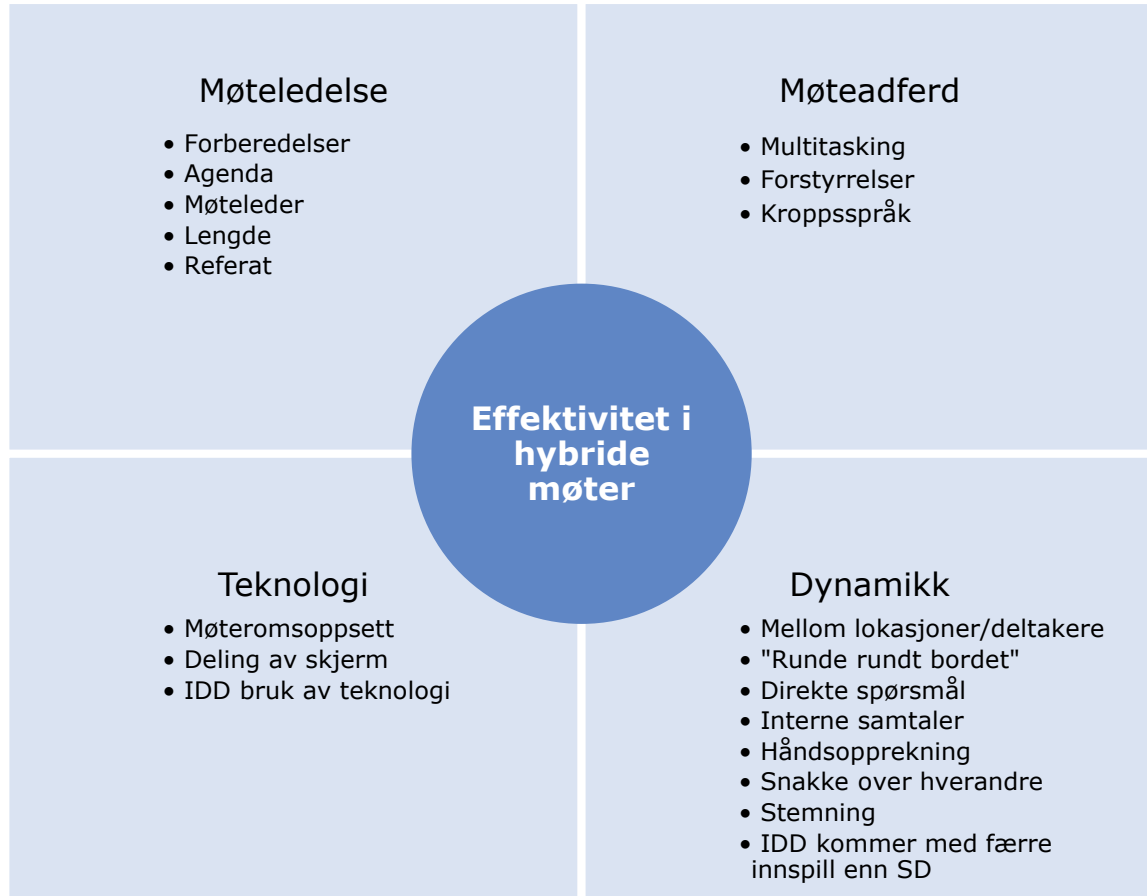 Møteledelse
• Forberedelser
• Agenda
• Møteleder
• Lengde
• Referat
Møteadferd
• Multitasking
• Forstyrrelser
• Kroppsspråk
Effektivitet i
hybride
møter
Teknologi
• Møteromsoppsett
• Deling av skjerm
• IDD bruk av teknologi
Dynamikk
• Mellom lokasjoner/deltakere
• "Runde rundt bordet"
• Direkte spørsmål
• Interne samtaler
• Håndsopprekning
• Snakke over hverandre
• Stemning
• IDD kommer med færre
innspill enn SD